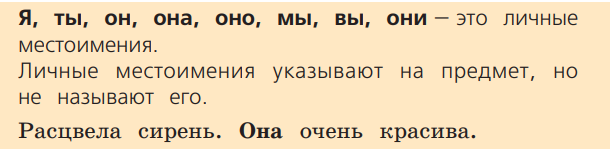 Я, ты, он, она, оно, мы, вы, они – это личные
местоимения.
Личные местоимения указывают на предмет, но
не называют его.
Расцвела сирень. Она очень красива.